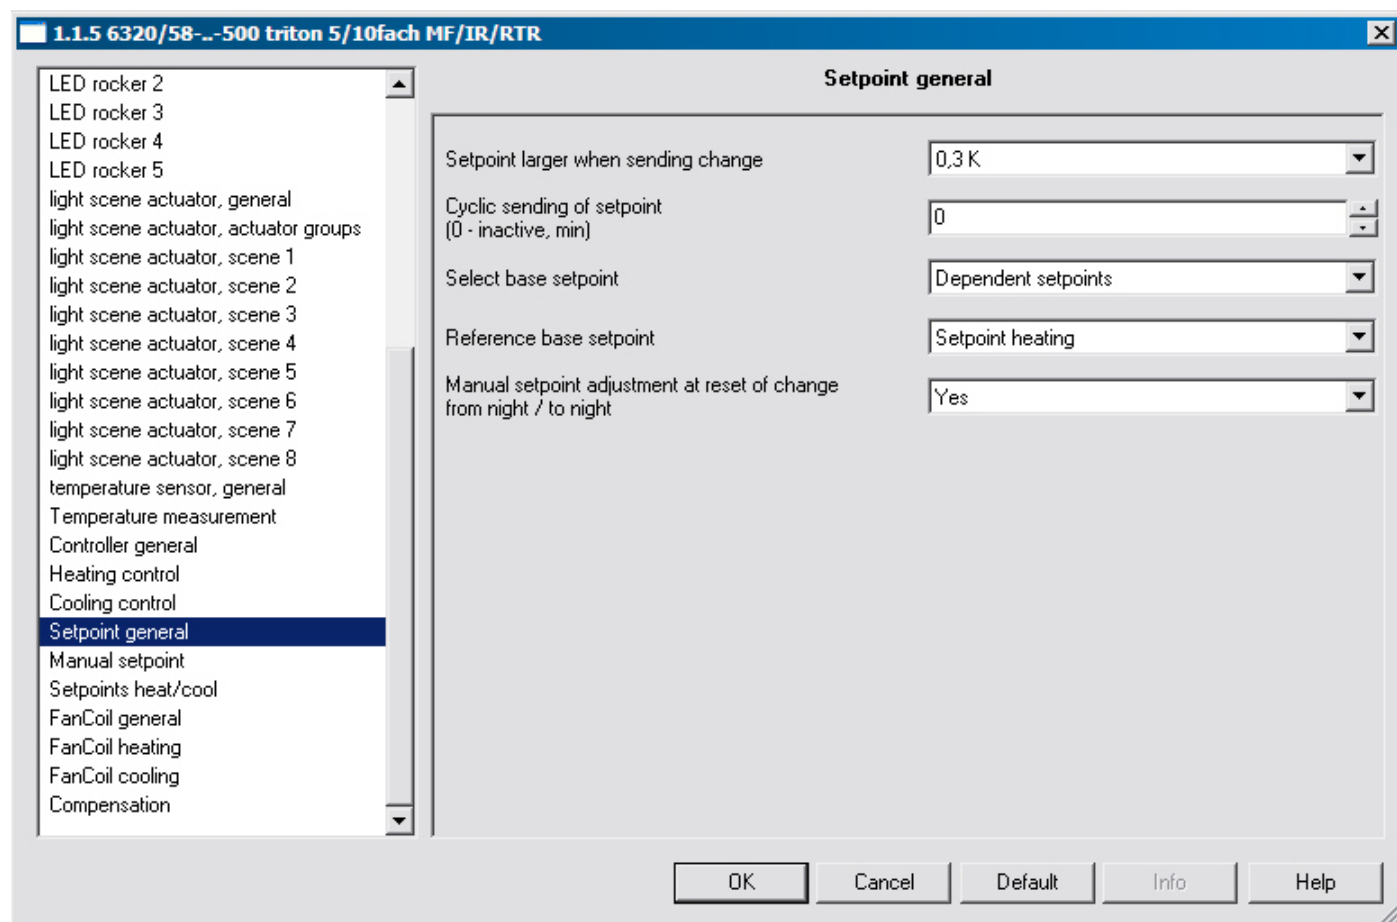 1.1.5 6320/58-..-500 triton 5/10fach MF/IR/RTR
LED rocker 2
LED rocker 3
LED rocker 4
LED rocker 5
light scene actuator, general
light scene actuator, actuator groups
light scene actuator, scene 1
light scene actuator, scene 2
light scene actuator, scene 3
light scene actuator, scene 4
light scene actuator, scene 5
light scene actuator, scene 6
light scene actuator, scene 7
light scene actuator, scene 8
temperature sensor, general
Temperature measurement
Controller general
Heating control
Cooling control
Setpoint general
Manual setpoint
Setpoints heat/cool
FanCoil general
FanCoil heating
FanCoil cooling
Compensation
Setpoint general
Setpoint larger when sending change
0,3 K
Cyclic sending of setpoint
(0 - inactive, min)
0
Select base setpoint
Dependent setpoints
Reference base setpoint
Setpoint heating
Manual setpoint adjustment at reset of change
from night / to night
Yes
OK
Cancel
Default
Info
Help